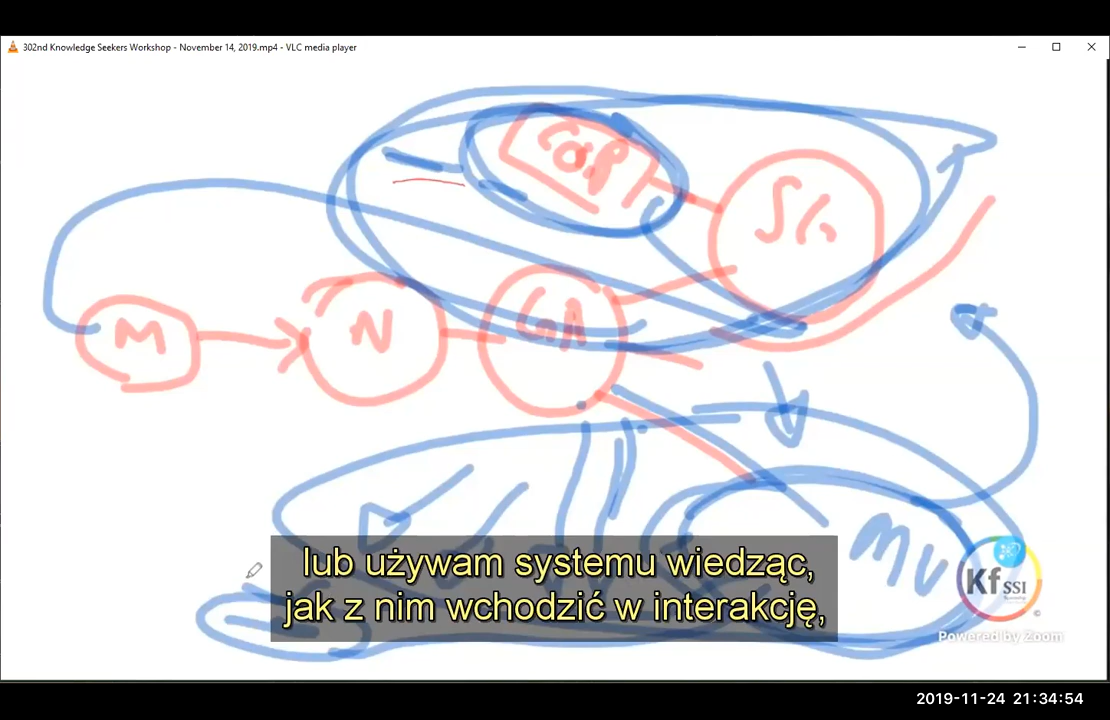 302nd Knowledge Seekers Workshop - November 14, 2019.mp4 - VLC media player
M
N
GA
MV
lub używam systemu wiedząc,
jak z nim wchodzić w interakcję,
Kf SSI
Powered by Zoom
2019-11-24 21:34:54